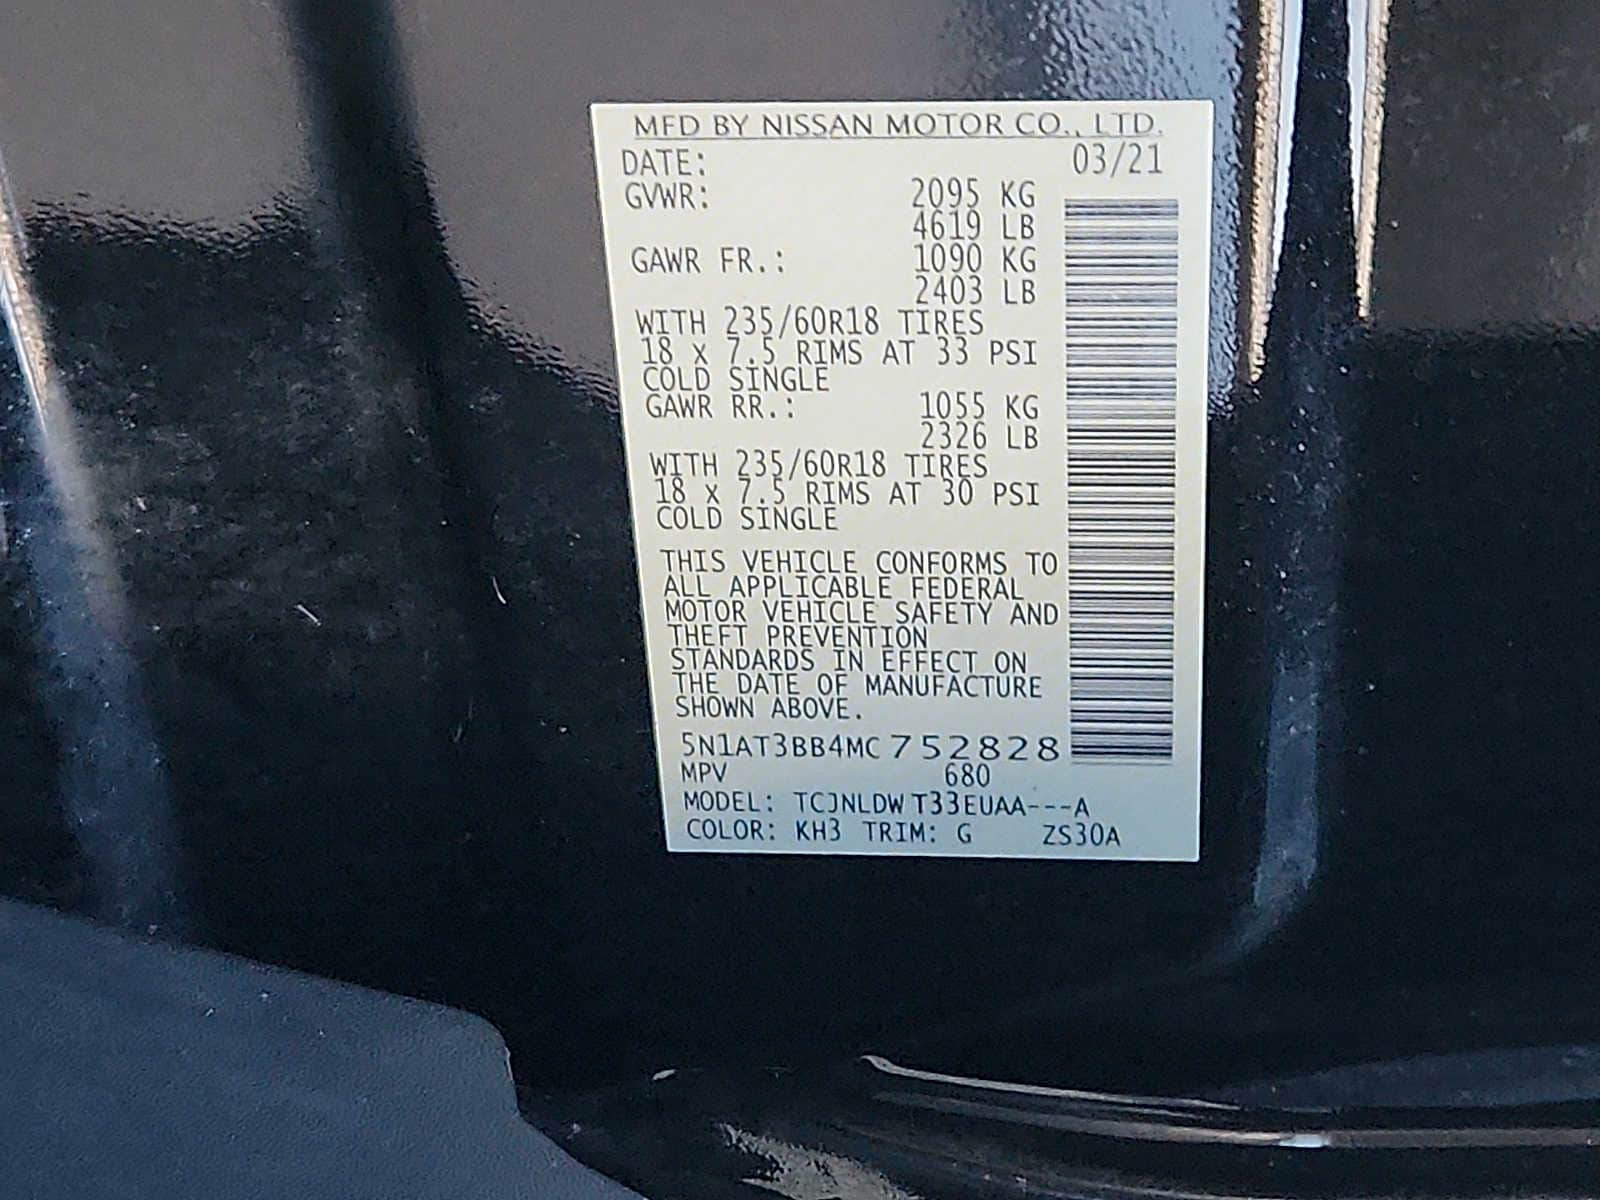 MFD BY NISSAN MOTOR CO., LTD.
DATE: 03/21
GVWR: 2095 KG
4619 LB
GAWR FR.: 1090 KG
2403 LB
WITH 235/60R18 TIRES
18 x 7.5 RIMS AT 33 PSI
COLD SINGLE
GAWR RR.: 1055 KG
2326 LB
WITH 235/60R18 TIRES
18 x 7.5 RIMS AT 30 PSI
COLD SINGLE
THIS VEHICLE CONFORMS TO
ALL APPLICABLE FEDERAL
MOTOR VEHICLE SAFETY AND
THEFT PREVENTION
STANDARDS IN EFFECT ON
THE DATE OF MANUFACTURE
SHOWN ABOVE.
5N1AT3BB4MC752828
MPV 680
MODEL: TCJNLDWT33EUAA---A
COLOR: KH3 TRIM: G ZS30A